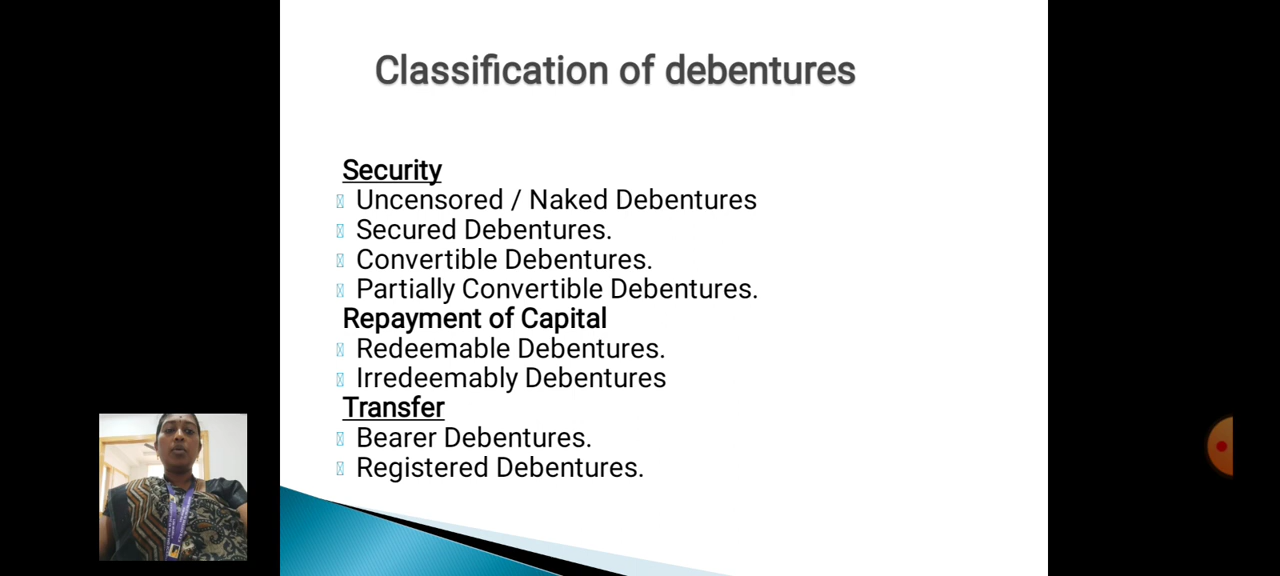 Classification of debentures
Security
Uncensored / Naked Debentures
Secured Debentures.
Convertible Debentures.
Partially Convertible Debentures.
Repayment of Capital
Redeemable Debentures.
Irredeemably Debentures
Transfer
Bearer Debentures.
Registered Debentures.